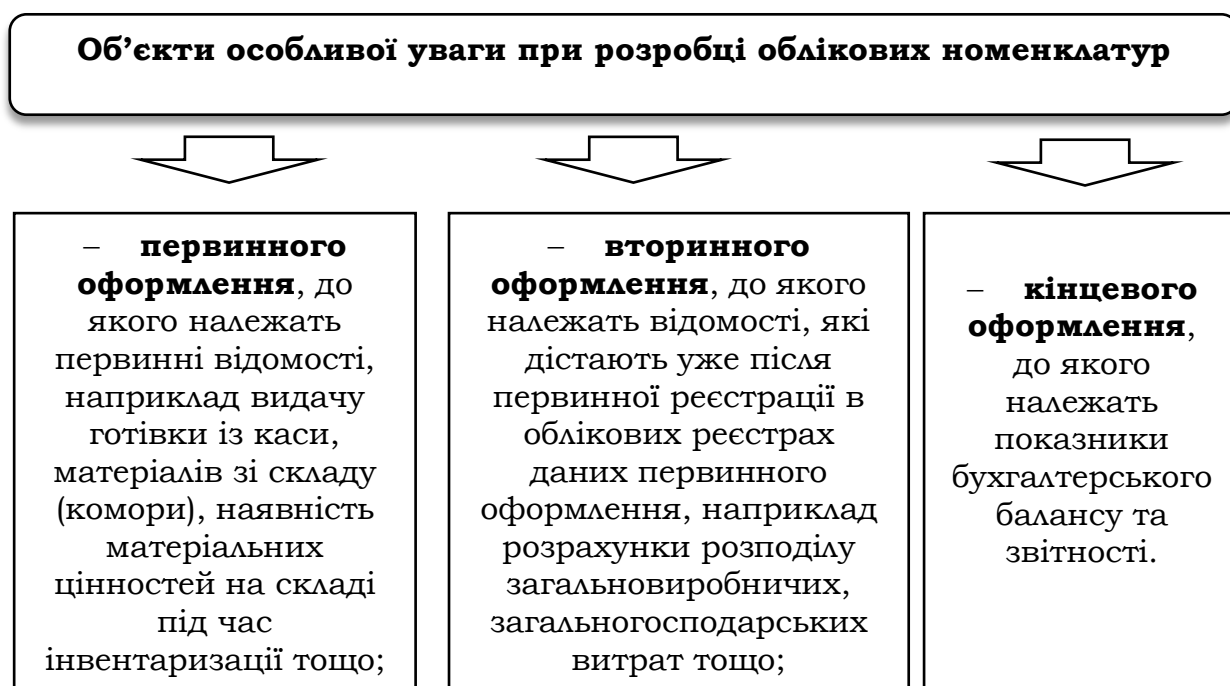 Об’єкти особливої уваги при розробці облікових номенклатур
– первинного
оформлення, до
якого належать
первинні відомості,
наприклад видачу
готівки із каси,
матеріалів зі складу
(комори), наявність
матеріальних
цінностей на складі
під час
інвентаризації тощо;
– вторинного
оформлення, до якого
належать відомості, які
дістають уже після
первинної реєстрації в
облікових реєстрах
даних первинного
оформлення, наприклад
розрахунки розподілу
загальновиробничих,
загальногосподарських
витрат тощо;
– кінцевого
оформлення,
до якого
належать
показники
бухгалтерського
балансу та
звітності.